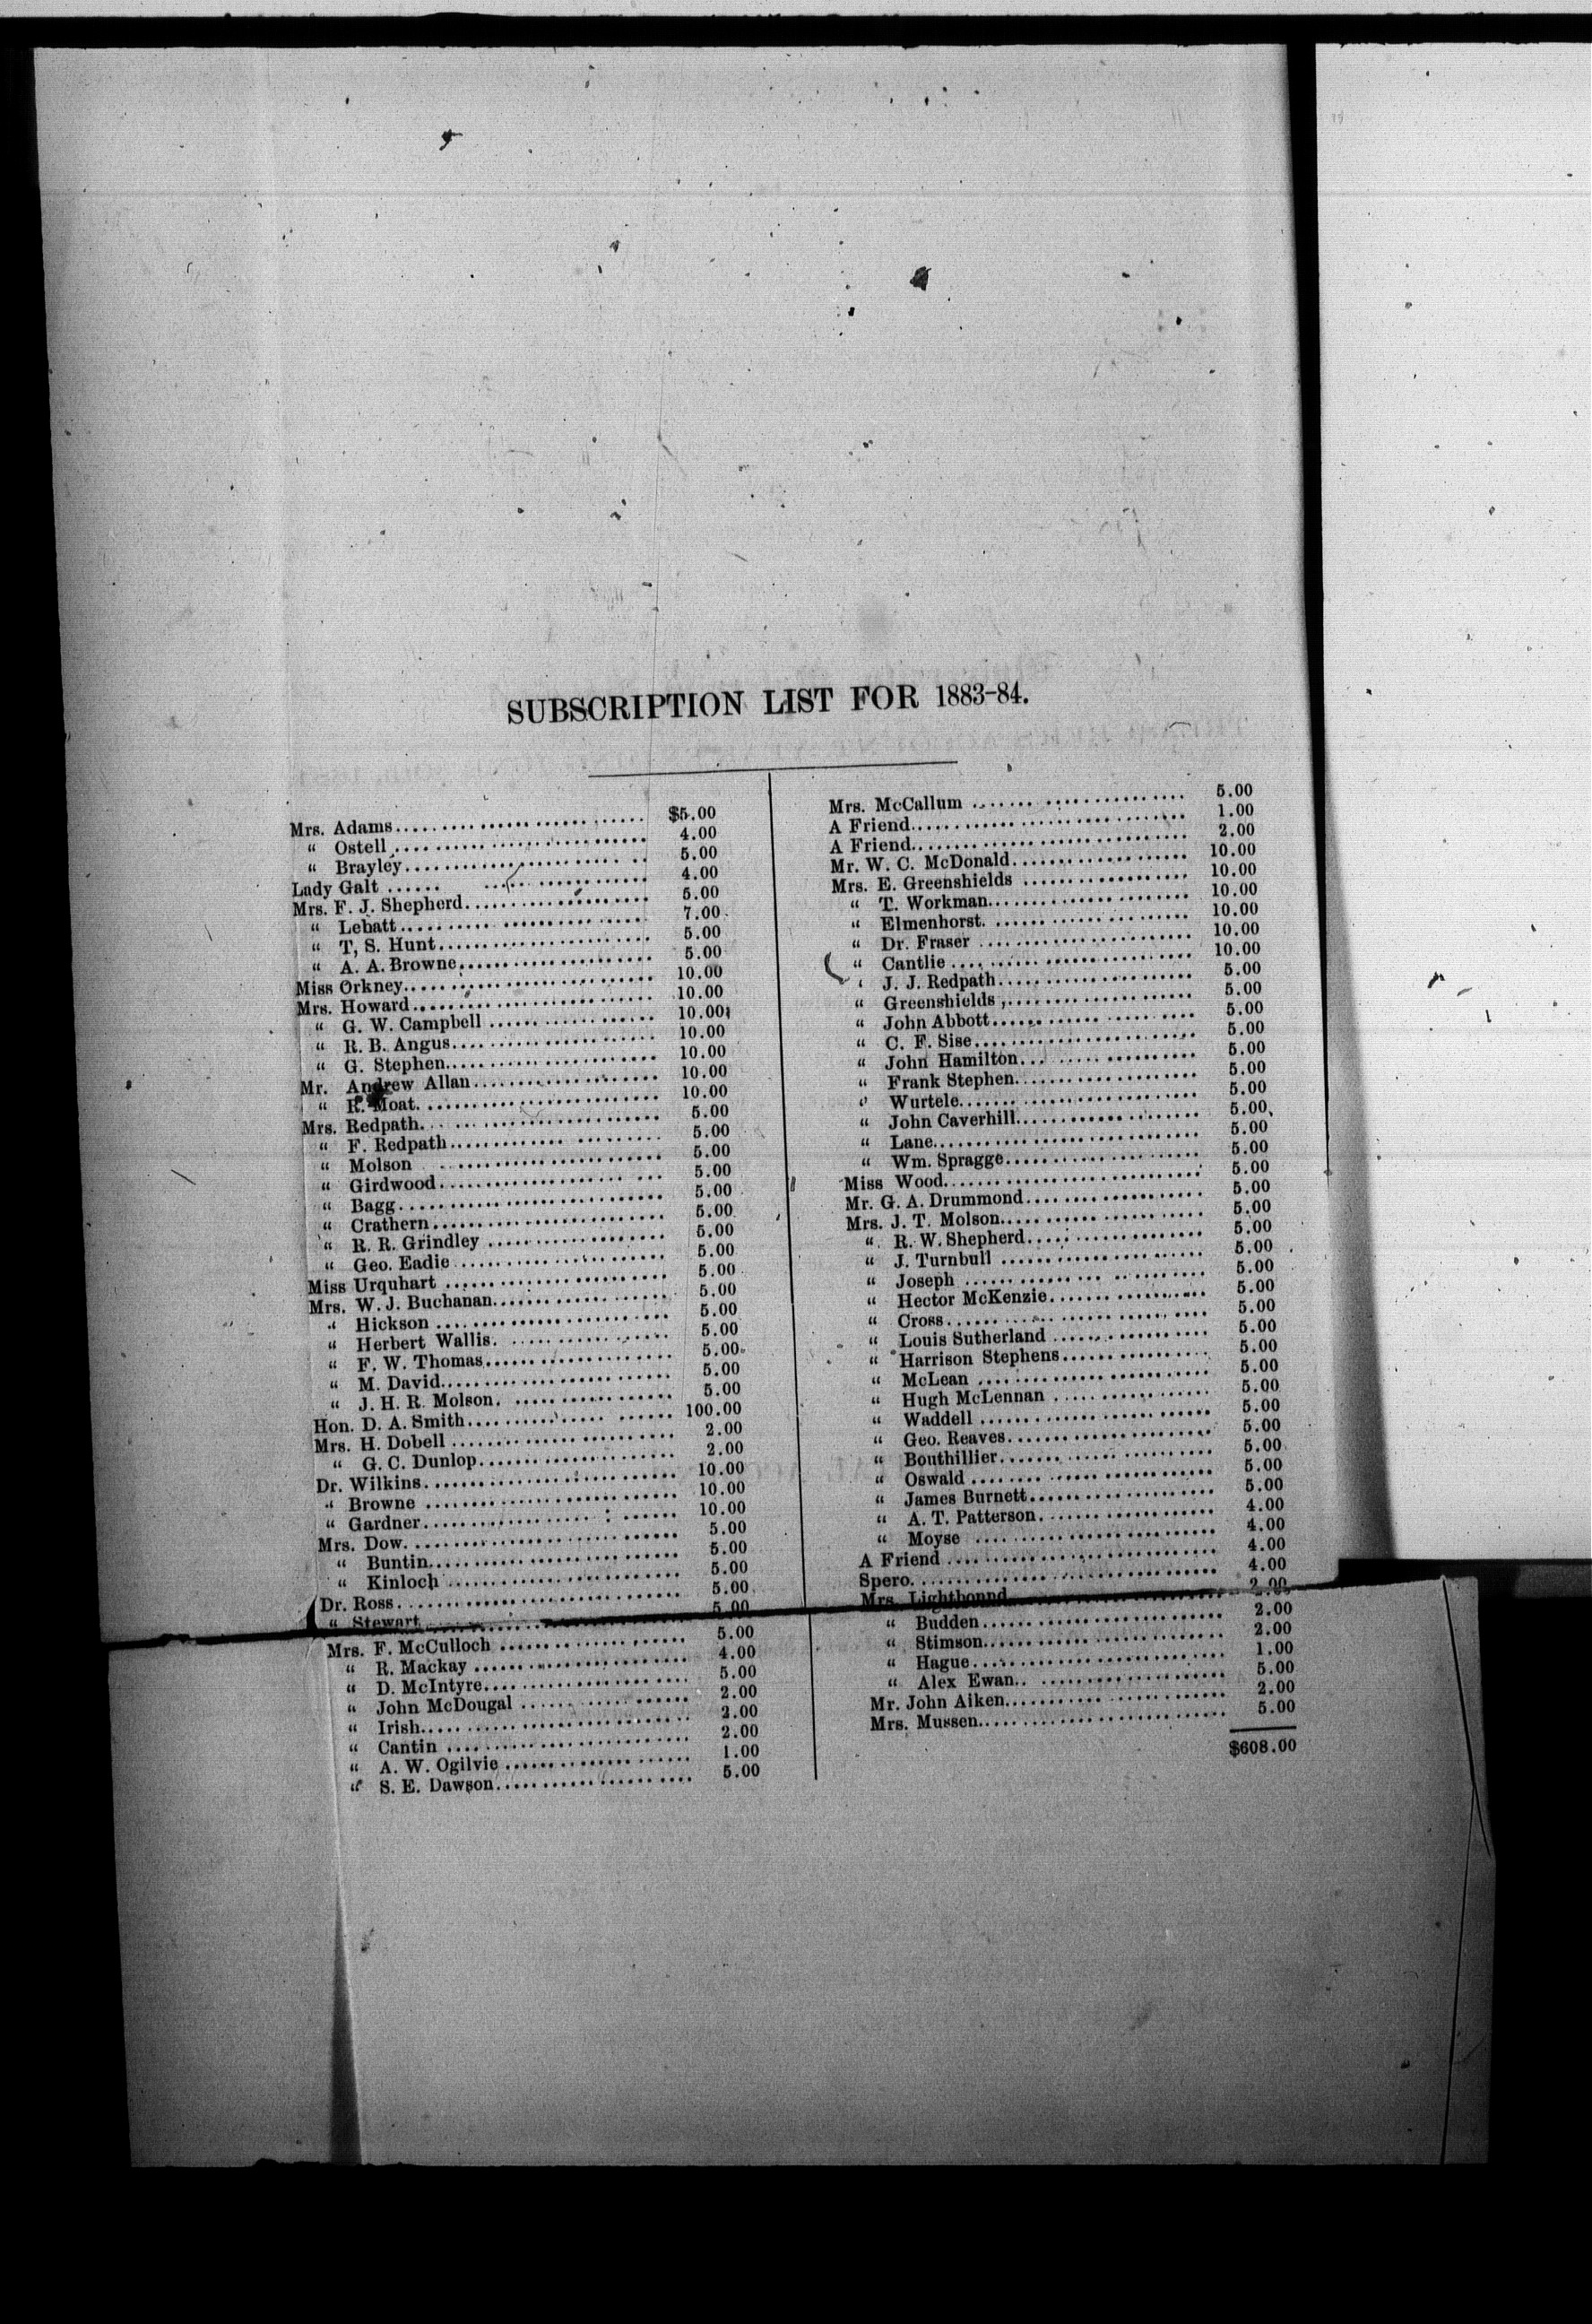 SUBSCRIPTION LIST FOR 1883-84.
Mrs. Adams $5.00
“ Ostell 4.00
“ Brayley 5.00
Lady Galt 4.00
Mrs. F. J. Shepherd 5.00
“ Lebatt 7.00
“ T, S. Hunt 5.00
“ A. A. Browne 5.00
Miss Orkney 10.00
Mrs. Howard 10.00
“ G. W. Campbell 10.00
“ R. B. Angus 10.00
“ G. Stephen 10.00
Mr. Andrew Allan 10.00
“ R. Moat 10.00
Mrs. Redpath 5.00
“ F. Redpath 5.00
“ Molson 5.00
“ Girdwood 5.00
“ Bagg 5.00
“ Crathern 5.00
“ R. R. Grindley 5.00
“ Geo. Eadie 5.00
Miss Urquhart 5.00
Mrs. W. J. Buchanan 5.00
“ Hickson 5.00
“ Herbert Wallis 5.00
“ F. W. Thomas 5.00
“ M. David 5.00
“ J. H. R. Molson 5.00
Hon. D. A. Smith 100.00
Mrs. H. Dobell 2.00
“ G. C. Dunlop 2.00
Dr. Wilkins 10.00
“ Browne 10.00
“ Gardner 10.00
Mrs. Dow 5.00
“ Buntin 5.00
“ Kinloch 5.00
Dr. Ross 5.00
“ Stewart 5.00
Mrs. F. McCulloch 5.00
“ R. Mackay 4.00
“ D. McIntyre 5.00
“ John McDougal 2.00
“ Irish 2.00
“ Cantin 2.00
“ A. W. Ogilvie 1.00
“ S. E. Dawson 5.00
Mrs. McCallum 5.00
A Friend 1.00
A Friend 2.00
Mr. W. C. McDonald 10.00
Mrs. E. Greenshields 10.00
“ T. Workman 10.00
“ Elmenhorst 10.00
“ Dr. Fraser 10.00
“ Cantlie 10.00
“ J. J. Redpath 5.00
“ Greenshields 5.00
“ John Abbott 5.00
“ C. F. Sise 5.00
“ John Hamilton 5.00
“ Frank Stephen 5.00
“ Wurtele 5.00
“ John Caverhill 5.00
“ Lane 5.00
“ Wm. Spragge 5.00
Miss Wood 5.00
Mr. G. A. Drummond 5.00
Mrs. J. T. Molson 5.00
“ R. W. Shepherd 5.00
“ J. Turnbull 5.00
“ Joseph 5.00
“ Hector McKenzie 5.00
“ Cross 5.00
“ Louis Sutherland 5.00
“ Harrison Stephens 5.00
“ McLean 5.00
“ Hugh McLennan 5.00
“ Waddell 5.00
“ Geo. Reaves 5.00
“ Bouthillier 5.00
“ Oswald 5.00
“ James Burnett 5.00
“ A. T. Patterson 4.00
“ Moyse 4.00
A Friend 4.00
Spero 4.00
Mrs. Lightbonnd 2.00
“ Budden 2.00
“ Stimson 2.00
“ Hague 1.00
“ Alex Ewan 5.00
Mr. John Aiken 2.00
Mrs. Mussen 5.00
$608.00